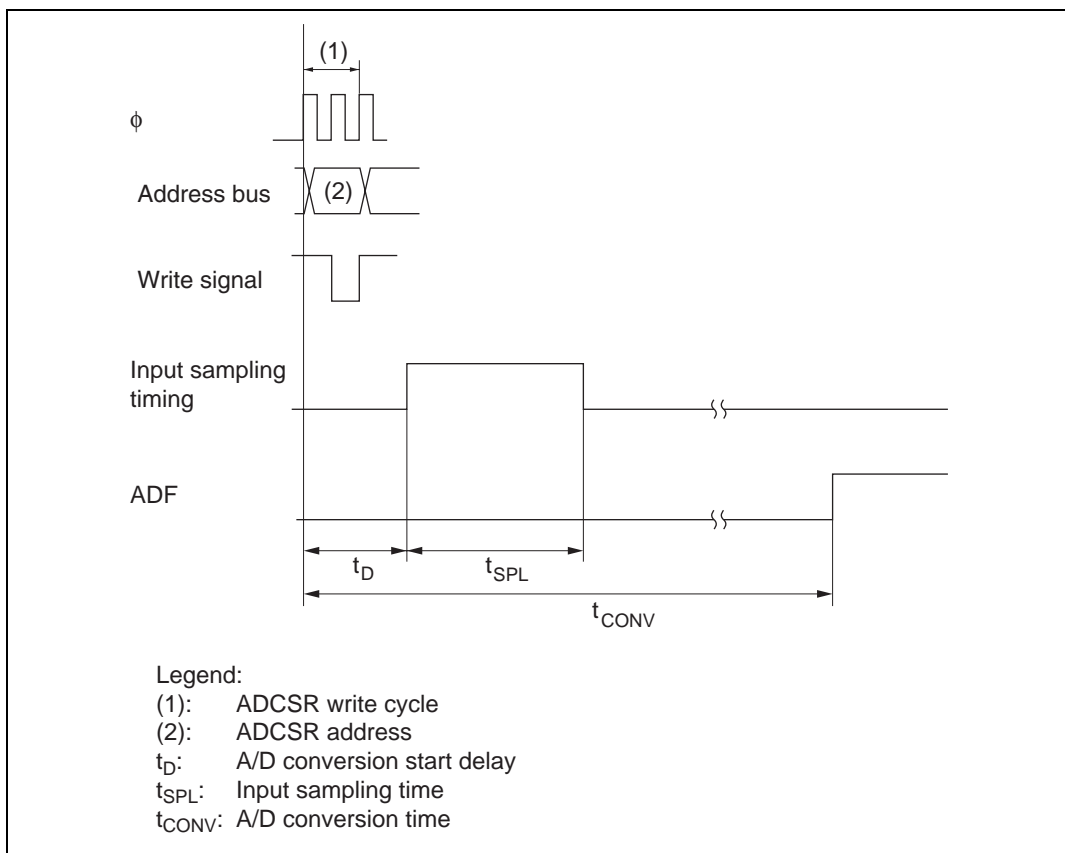 (1)
ϕ
Address bus
(2)
Write signal
Input sampling
timing
ADF
tD
tSPL
tCONV
Legend:
(1): ADCSR write cycle
(2): ADCSR address
tD: A/D conversion start delay
tSPL: Input sampling time
tCONV: A/D conversion time